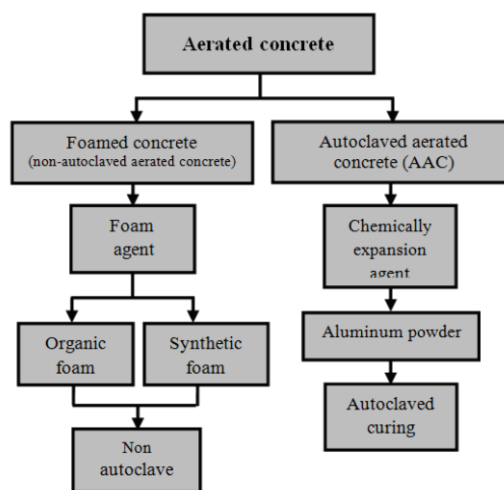 Aerated concrete
Foamed concrete
(non-autoclaved aerated concrete)
Autoclaved aerated
concrete (AAC)
Foam
agent
Chemically
expansion
agent
Organic
foam
Synthetic
foam
Aluminum powder
Non
autoclave
Autoclaved
curing